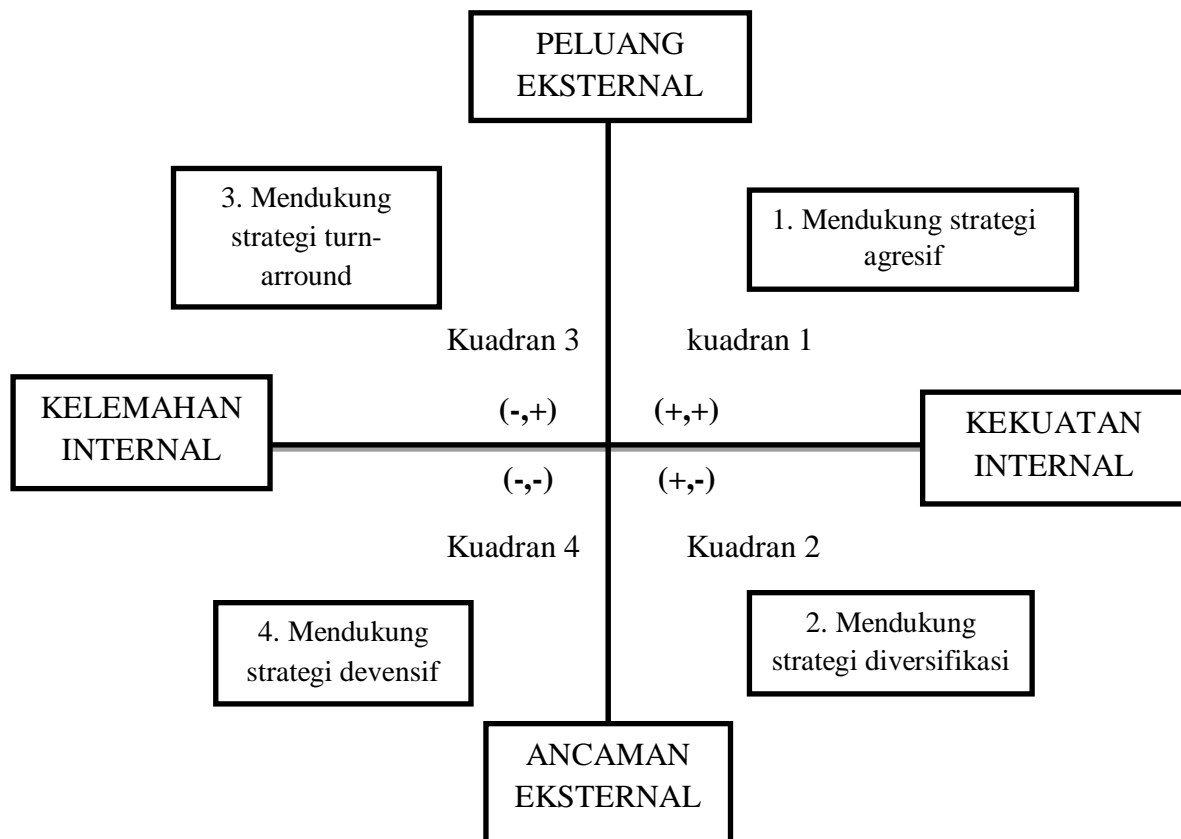 PELUANG
EKSTERNAL
3. Mendukung
strategi turn-
arround
1. Mendukung strategi
agresif
Kuadran 3
kuadran 1
KELEMAHAN
INTERNAL
(-,+)
(+,+)
KEKUATAN
INTERNAL
(-,-)
(+,-)
Kuadran 4
Kuadran 2
4. Mendukung
strategi devensif
2. Mendukung
strategi diversifikasi
ANCAMAN
EKSTERNAL